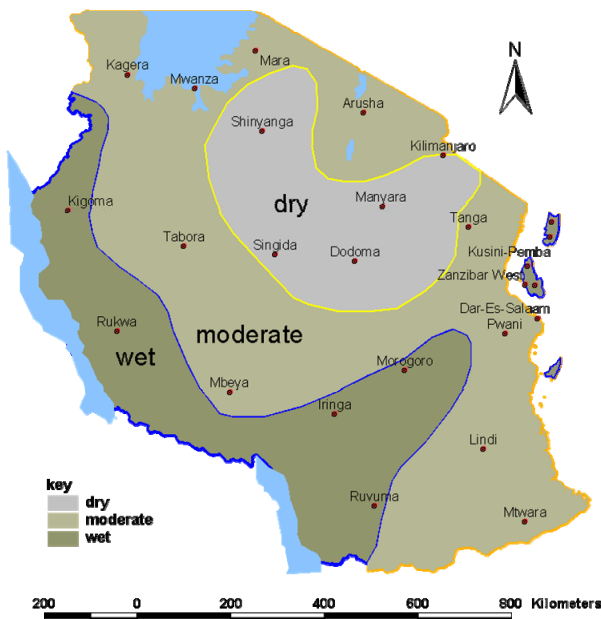 N
Kagera
Mara
Mwanza
Arusha
Shinyanga
Kilimanjaro
dry
Manyara
Kigoma
Tanga
Tabora
Singida
Dodoma
Kusini-Pemba
Zanzibar West
Dar-Es-Salaam
Rukwa
Pwani
moderate
wet
Morogoro
Mbeya
Iringa
Lindi
key
dry
moderate
wet
Ruvuma
Mtwara
200 0 200 400 600 800 Kilometers